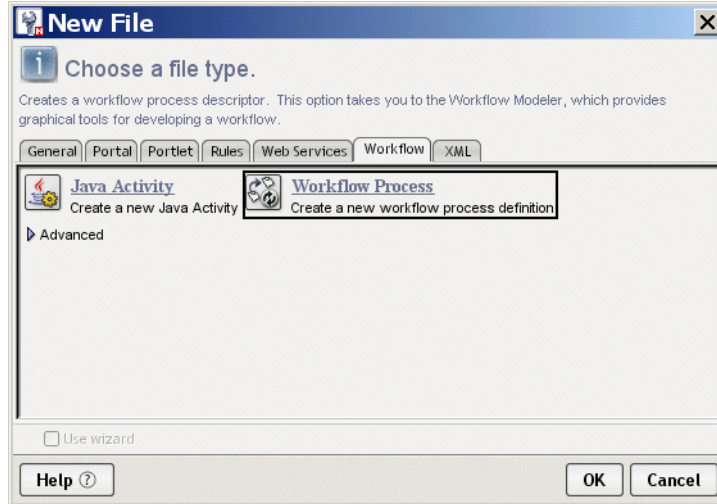 New File
Choose a file type.
Creates a workflow process descriptor. This option takes you to the Workflow Modeler, which provides
graphical tools for developing a workflow.
General Portal Portlet Rules Web Services Workflow XML
Java Activity Workflow Process
Create a new Java Activity Create a new workflow process definition
Advanced
Use wizard
Help ? OK Cancel